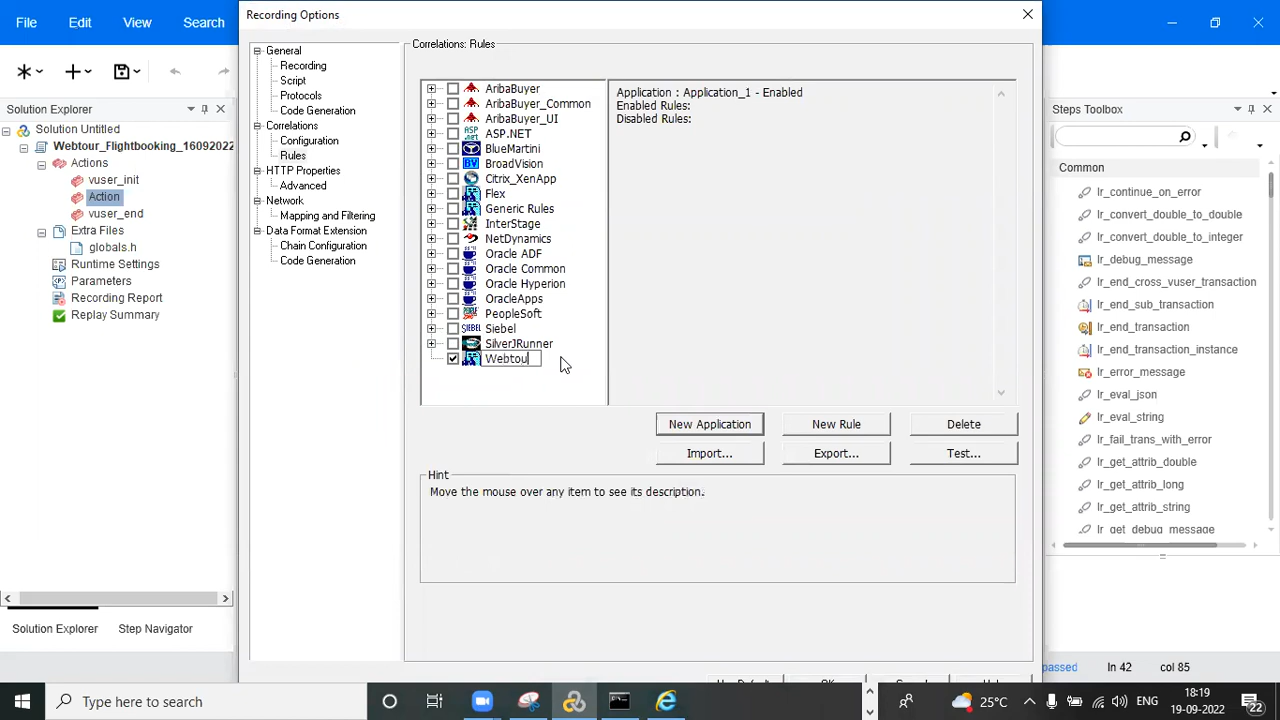 Recording Options
File Edit View Search
Solution Explorer
Solution Untitled
Webtour_Flightbooking_16092022
Actions
vuser_init
Action
vuser_end
Extra Files
globals.h
Runtime Settings
Parameters
Recording Report
Replay Summary
Solution Explorer Step Navigator
General
Recording
Script
Protocols
Code Generation
Correlations
Configuration
Rules
HTTP Properties
Advanced
Network
Mapping and Filtering
Data Format Extension
Chain Configuration
Code Generation
Correlations: Rules
AribaBuyer
AribaBuyer_Common
AribaBuyer_UI
ASP.NET
BlueMartini
BroadVision
Citrix_XenApp
Flex
Generic Rules
InterStage
NetDynamics
Oracle ADF
Oracle Common
Oracle Hyperion
OracleApps
PeopleSoft
Siebel
SilverJRunner
Webtou
Application : Application_1 - Enabled
Enabled Rules:
Disabled Rules:
New Application New Rule Delete
Import... Export... Test...
Hint
Move the mouse over any item to see its description.
Steps Toolbox
Common
lr_continue_on_error
lr_convert_double_to_double
lr_convert_double_to_integer
lr_debug_message
lr_end_cross_vuser_transaction
lr_end_sub_transaction
lr_end_transaction
lr_end_transaction_instance
lr_error_message
lr_eval_json
lr_eval_string
lr_fail_trans_with_error
lr_get_attrib_double
lr_get_attrib_long
lr_get_attrib_string
lr_get_debug_message
passed ln 42 col 85
Type here to search
25°C
ENG
18:19
19-09-2022
22